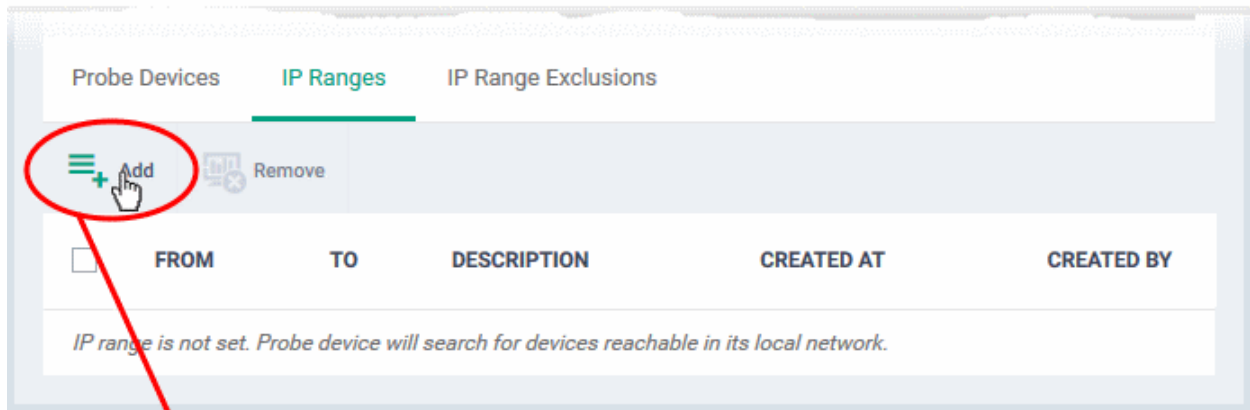 Probe Devices IP Ranges IP Range Exclusions
Add Remove
FROM TO DESCRIPTION CREATED AT CREATED BY
IP range is not set. Probe device will search for devices reachable in its local network.